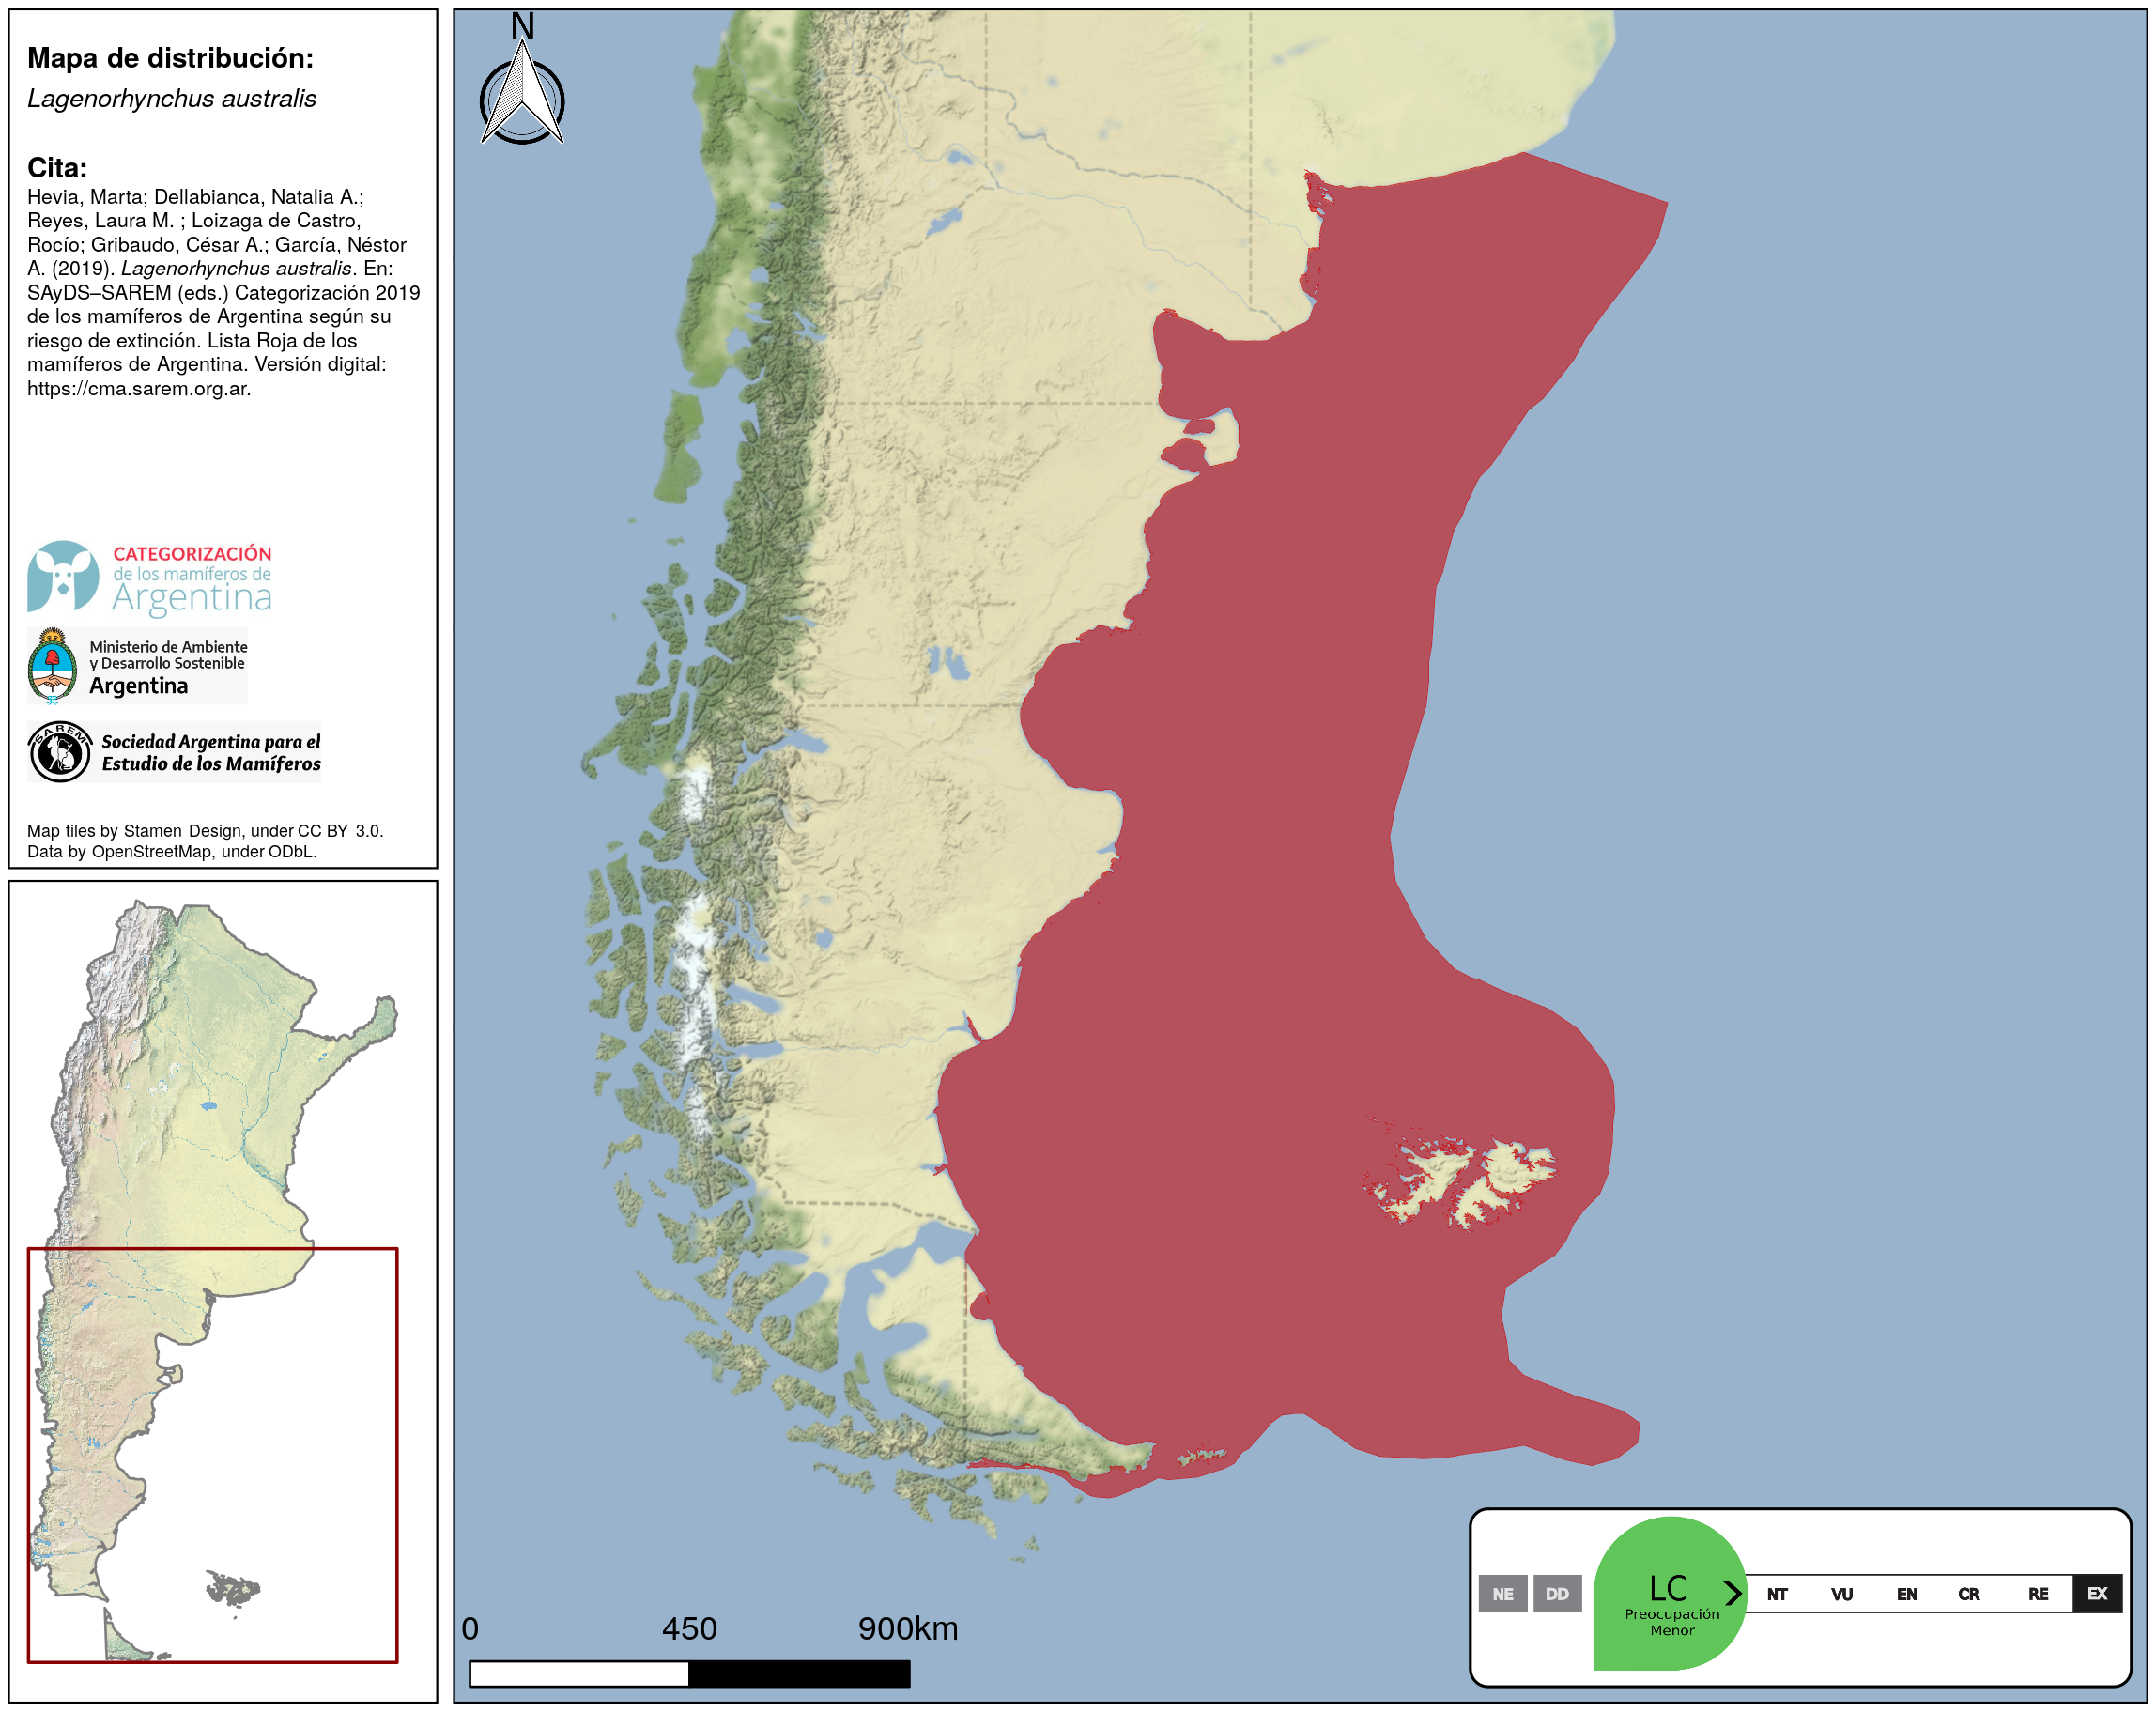 Mapa de distribución:
Lagenorhynchus australis
Cita:
Hevia, Marta; Dellabianca, Natalia A.;
Reyes, Laura M. ; Loizaga de Castro,
Rocío; Gribaudo, César A.; García, Néstor
A. (2019). Lagenorhynchus australis. En:
SAyDS–SAREM (eds.) Categorización 2019
de los mamíferos de Argentina según su
riesgo de extinción. Lista Roja de los
mamíferos de Argentina. Versión digital:
https://cma.sarem.org.ar.
CATEGORIZACIÓN
de los mamíferos de
Argentina
Ministerio de Ambiente
y Desarrollo Sostenible
Argentina
SAREM
Sociedad Argentina para el
Estudio de los Mamíferos
Map tiles by Stamen Design, under CC BY 3.0.
Data by OpenStreetMap, under ODbL.
N
0 450 900km
NE DD LC NT VU EN CR RE EX
Preocupación
Menor